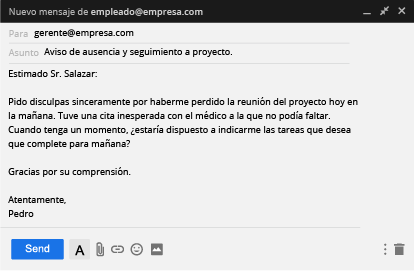 Nuevo mensaje de empleado@empresa.com
Para gerente@empresa.com
Asunto Aviso de ausencia y seguimiento a proyecto.
Estimado Sr. Salazar:
Pido disculpas sinceramente por haberme perdido la reunión del proyecto hoy en
la mañana. Tuve una cita inesperada con el médico a la que no podía faltar.
Cuando tenga un momento, ¿estaría dispuesto a indicarme las tareas que desea
que complete para mañana?
Gracias por su comprensión.
Atentamente,
Pedro
Send A